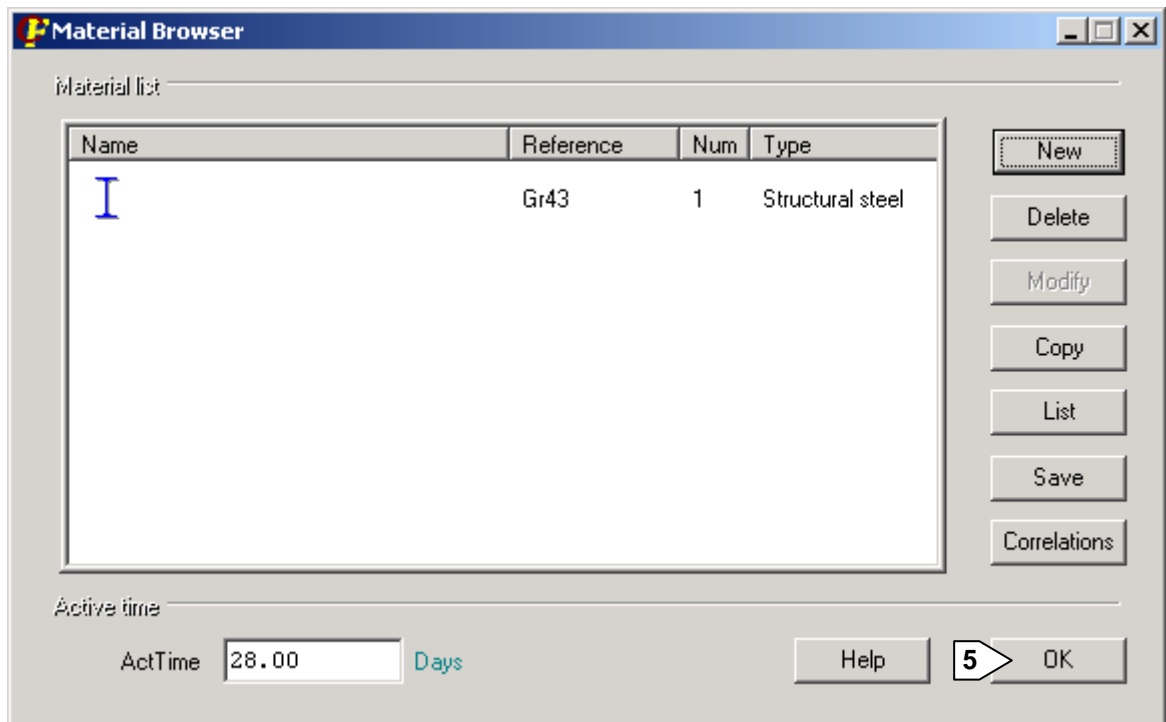 Material Browser
Material list
Name Reference Num Type
Gr43 1 Structural steel
New
Delete
Modify
Copy
List
Save
Correlations
Active time
ActTime 28.00 Days
Help 5 OK